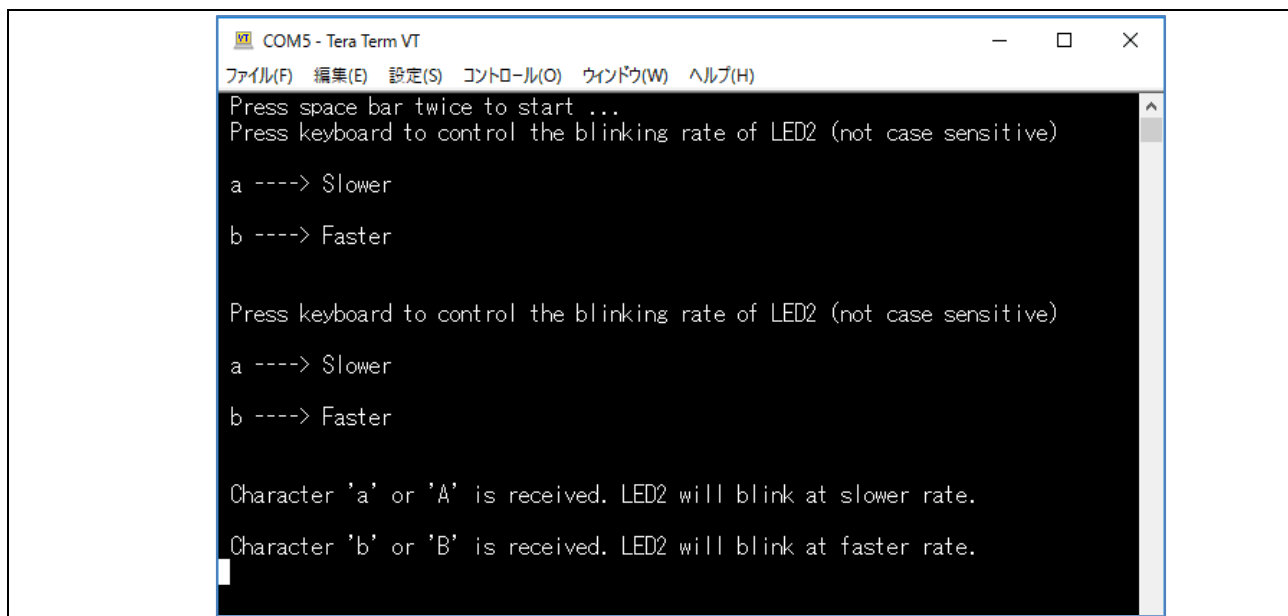 COM5 - Tera Term VT
ファイル(F) 編集(E) 設定(S) コントロール(O) ウィンドウ(W) ヘルプ(H)
Press space bar twice to start ...
Press keyboard to control the blinking rate of LED2 (not case sensitive)
a ----> Slower
b ----> Faster
Press keyboard to control the blinking rate of LED2 (not case sensitive)
a ----> Slower
b ----> Faster
Character 'a' or 'A' is received. LED2 will blink at slower rate.
Character 'b' or 'B' is received. LED2 will blink at faster rate.